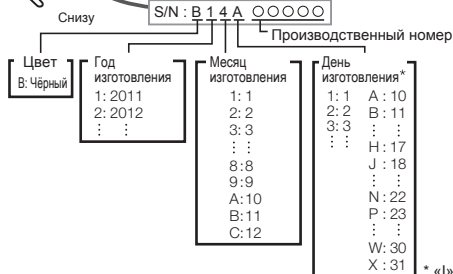 Снизу
S/N : B 1 4 A ○○○○○
Производственный номер
Цвет
B: Чёрный
Год
изготовления
1: 2011
2: 2012
⋮ ⋮
Месяц
изготовления
1: 1
2: 2
3: 3
⋮ ⋮
8:8
9:9
A:10
B:11
C:12
День
изготовления*
1: 1 A : 10
2: 2 B : 11
3: 3 ⋮ ⋮
⋮ ⋮ H : 17
J : 18
⋮ ⋮
N : 22
P : 23
⋮ ⋮
W: 30
X : 31
* «I»